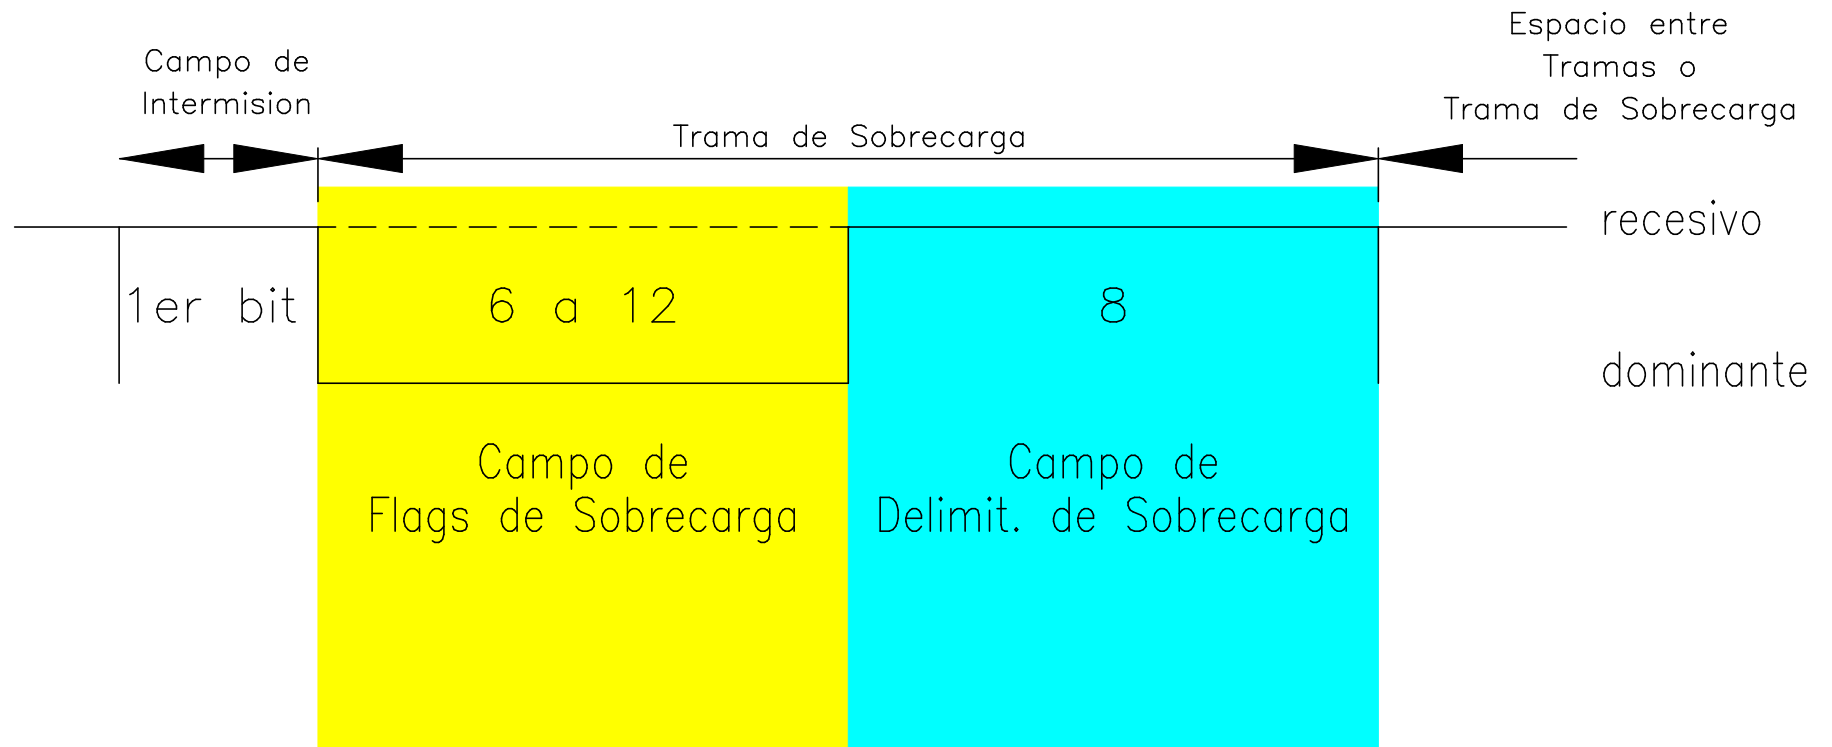 Campo de
Intermision
Trama de Sobrecarga
Espacio entre
Tramas o
Trama de Sobrecarga
recesivo
1er bit
6 a 12
8
dominante
Campo de
Flags de Sobrecarga
Campo de
Delimit. de Sobrecarga